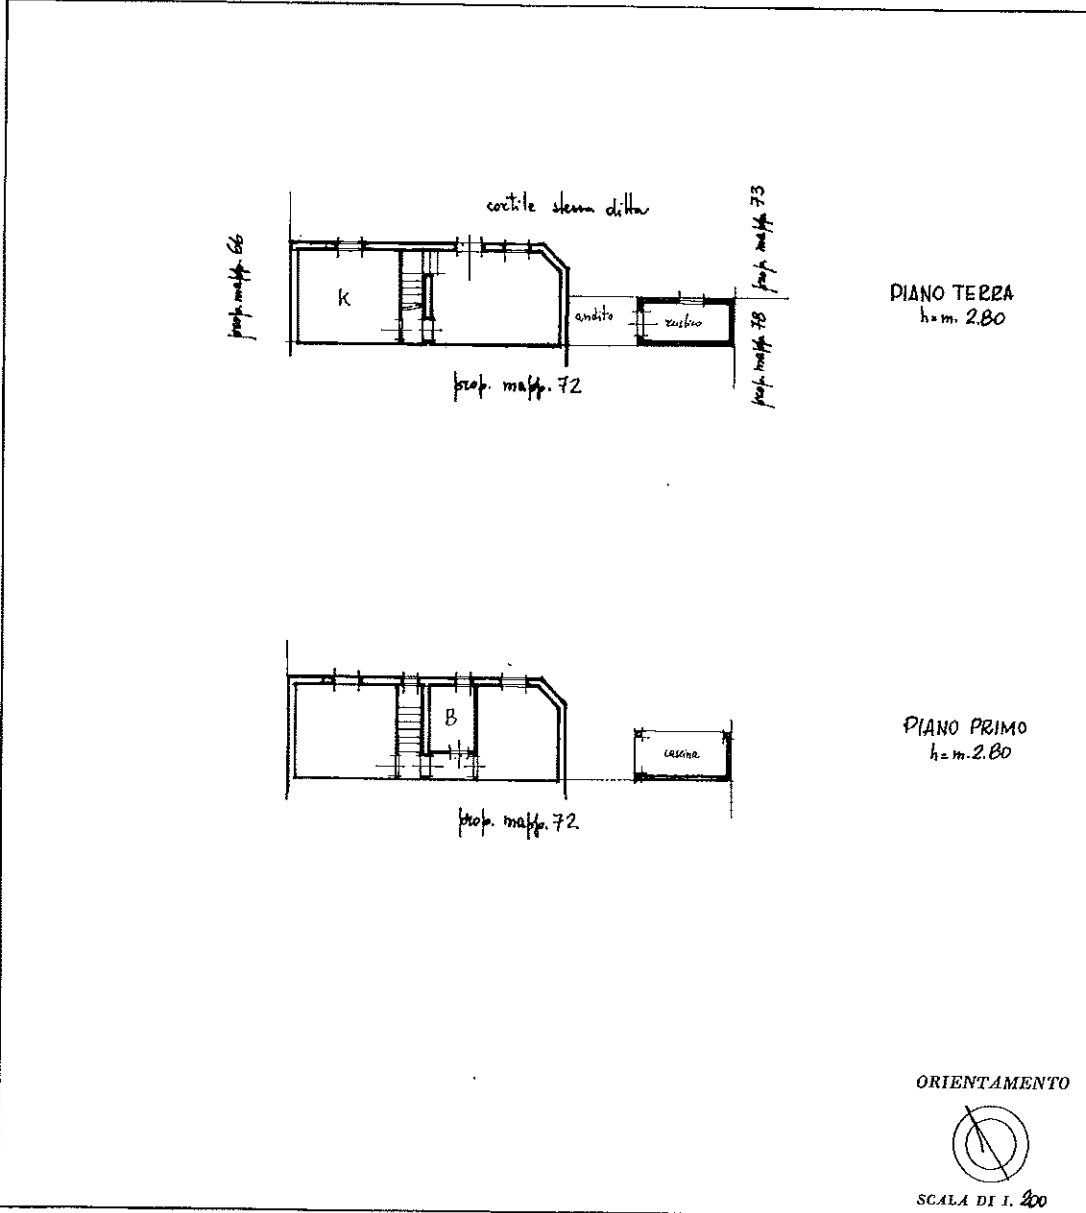 cortile stessa ditta
prop. mapp. 66
prop. mapp. 73
K
andito
rustico
prop. mapp. 78
PIANO TERRA
h=m. 2.80
prop. mapp. 72
B
cascina
PIANO PRIMO
h=m. 2.80
prop. mapp. 72
ORIENTAMENTO
SCALA DI 1. 200